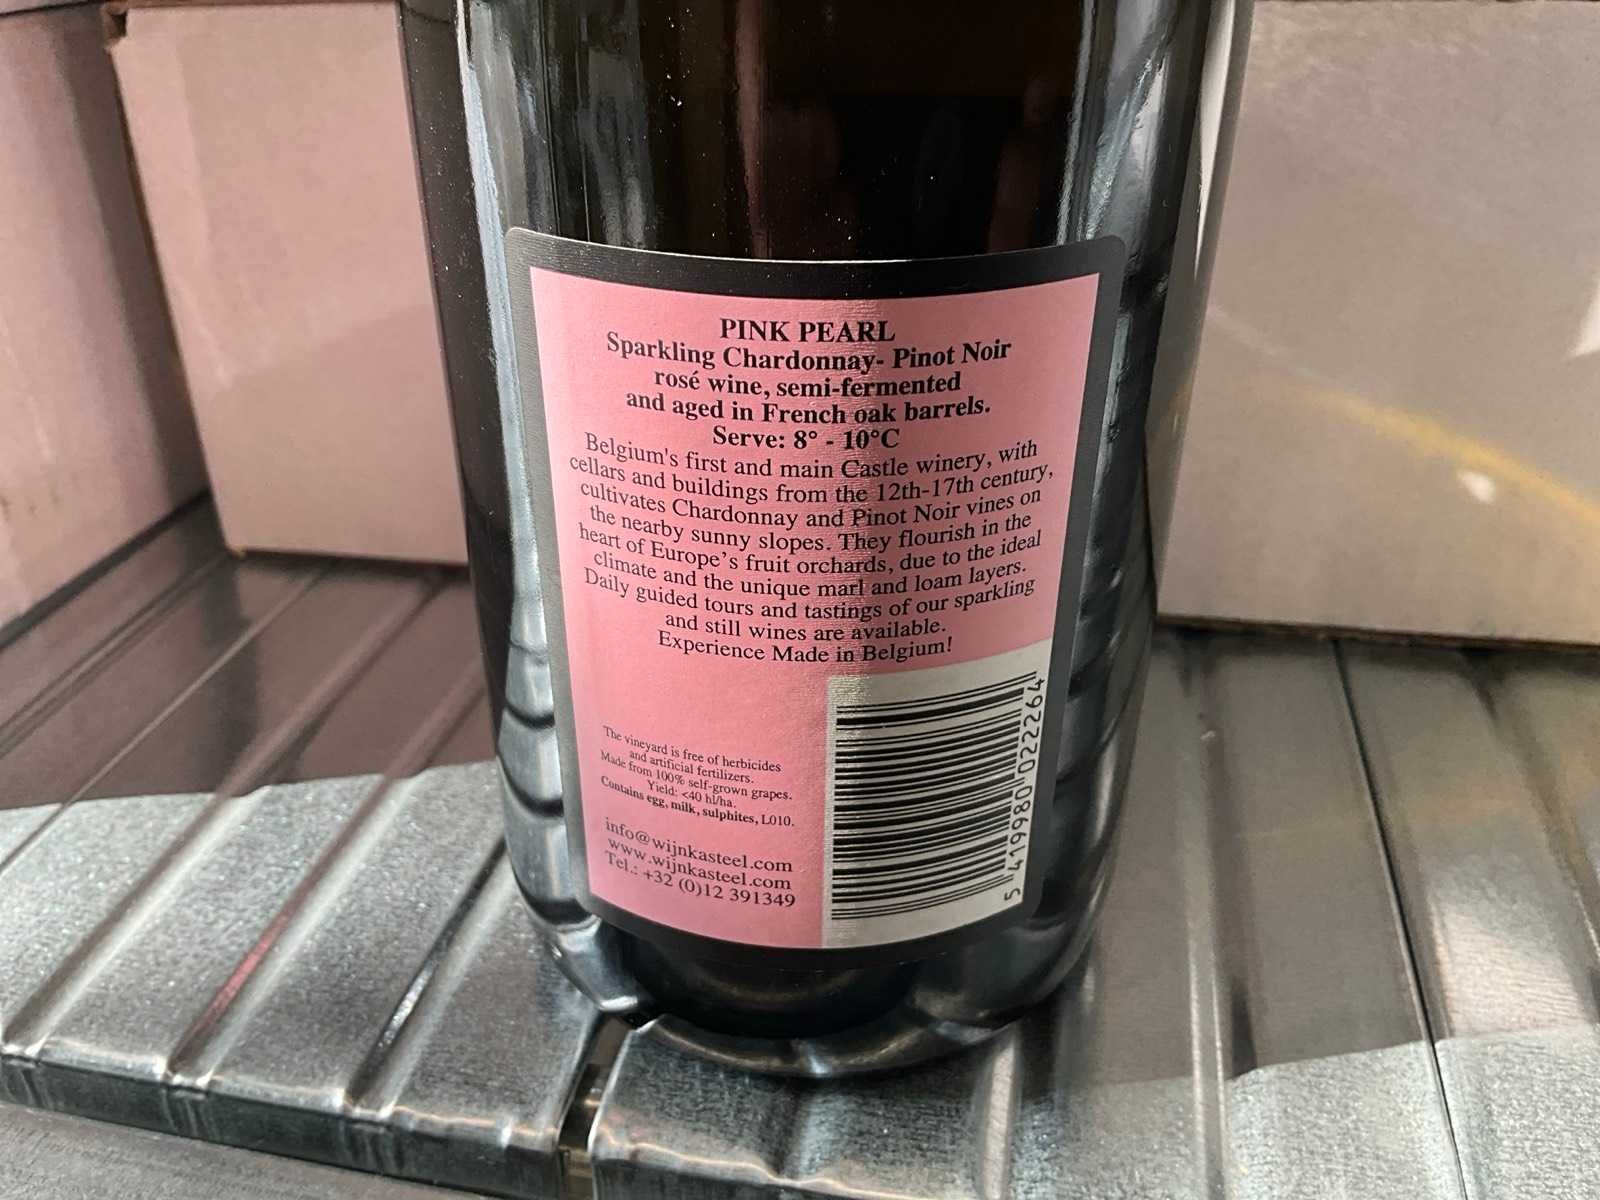 PINK PEARL
Sparkling Chardonnay- Pinot Noir
rosé wine, semi-fermented
and aged in French oak barrels.
Serve: 8° - 10°C
Belgium's first and main Castle winery, with
cellars and buildings from the 12th-17th century,
cultivates Chardonnay and Pinot Noir vines on
the nearby sunny slopes. They flourish in the
heart of Europe's fruit orchards, due to the ideal
climate and the unique marl and loam layers.
Daily guided tours and tastings of our sparkling
and still wines are available.
Experience Made in Belgium!
The vineyard is free of herbicides
and artificial fertilizers.
Made from 100% self-grown grapes.
Yield: <40 hl/ha.
Contains egg, milk, sulphites, L010.
info@wijnkasteel.com
www.wijnkasteel.com
Tel.: +32 (0)12 391349
5 419980 022264